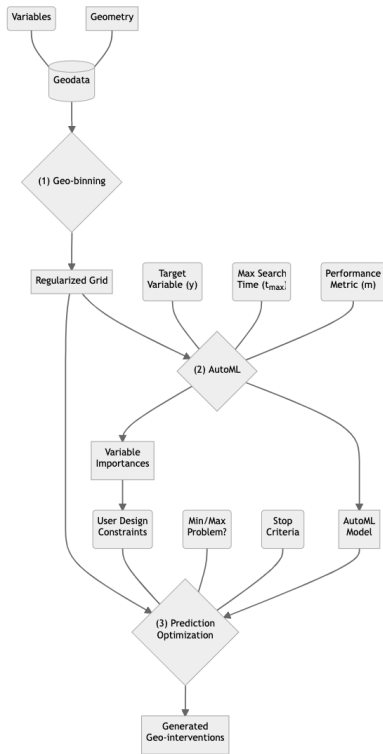 Variables
Geometry
Geodata
(1) Geo-binning
Regularized Grid
Target
Variable (y)
Max Search
Time (tmax)
Performance
Metric (m)
(2) AutoML
Variable
Importances
User Design
Constraints
Min/Max
Problem?
Stop
Criteria
AutoML
Model
(3) Prediction
Optimization
Generated
Geo-interventions